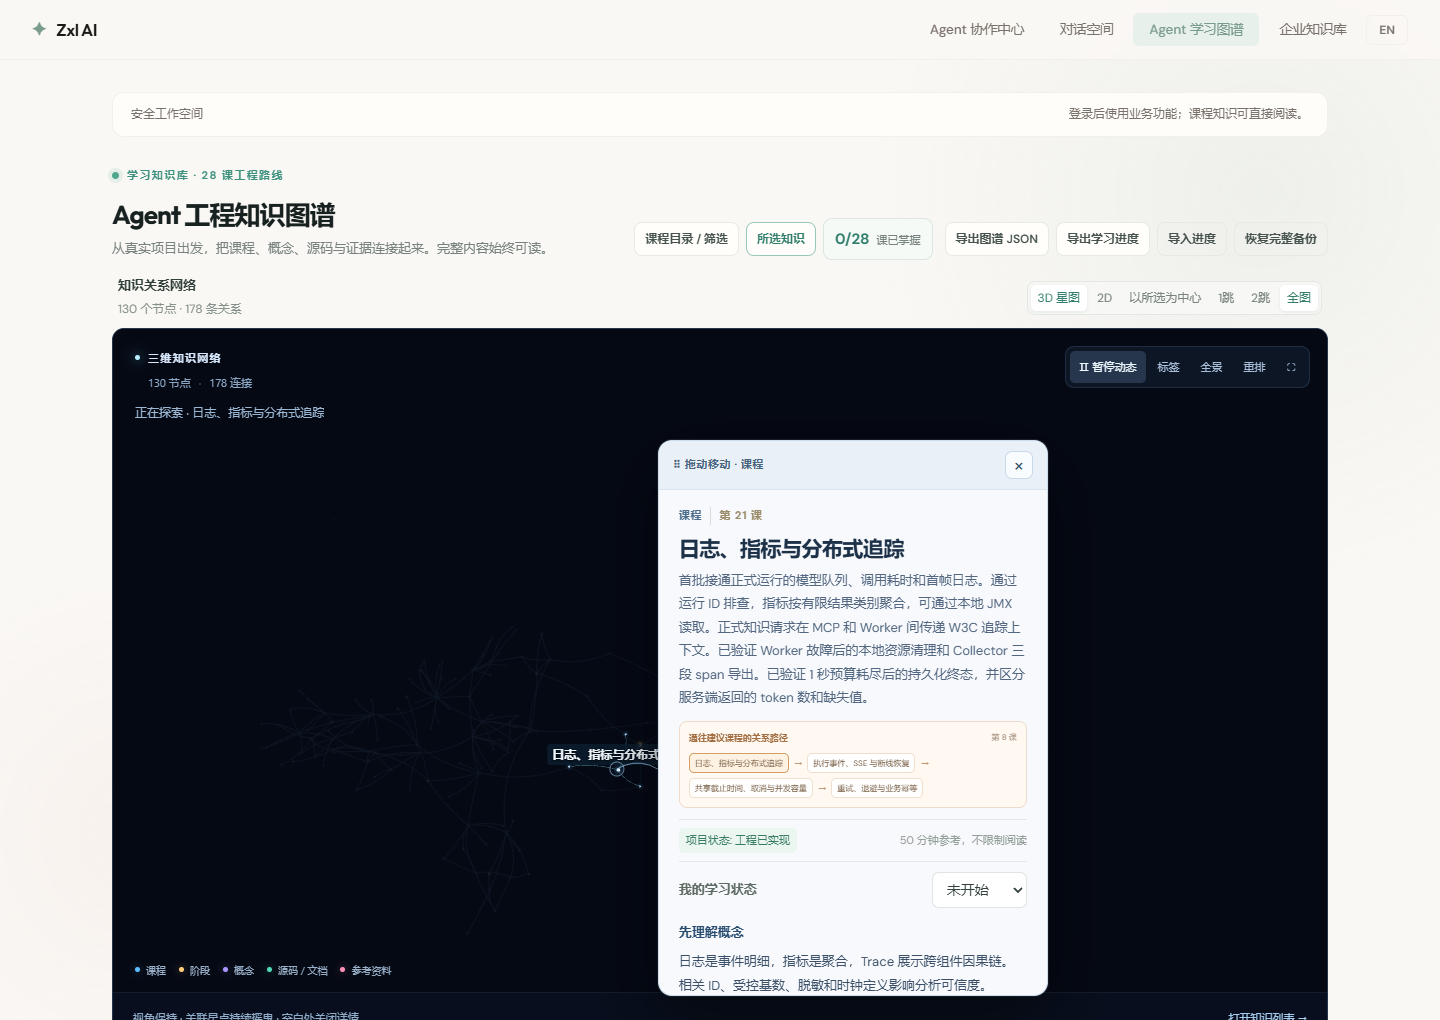 Zxl AI
Agent 协作中心
对话空间
Agent 学习图谱
企业知识库
EN
安全工作空间
登录后使用业务功能；课程知识可直接阅读。
学习知识库 · 28 课工程路线
Agent 工程知识图谱
从真实项目出发，把课程、概念、源码与证据连接起来。完整内容始终可读。
课程目录 / 筛选
所选知识
0/28 课已掌握
导出图谱 JSON
导出学习进度
导入进度
恢复完整备份
知识关系网络
130 个节点 · 178 条关系
3D 星图
2D
以所选为中心
1跳
2跳
全图
三维知识网络
130 节点 · 178 连接
正在探索 · 日志、指标与分布式追踪
暂停动态
标签
全景
重排
日志、指标与分布式
拖动移动 · 课程
×
课程
第 21 课
日志、指标与分布式追踪
首批接通正式运行的模型队列、调用耗时和首帧日志。通过
运行 ID 排查，指标按有限结果类别聚合，可通过本地 JMX
读取。正式知识请求在 MCP 和 Worker 间传递 W3C 追踪上
下文。已验证 Worker 故障后的本地资源清理和 Collector 三
段 span 导出。已验证 1 秒预算耗尽后的持久化终态，并区分
服务端返回的 token 数和缺失值。
通往建议课程的关系路径
第 8 课
日志、指标与分布式追踪 → 执行事件、SSE 与断线恢复 →
共享截止时间、取消与并发容量 → 重试、退避与业务幂等
项目状态: 工程已实现
50 分钟参考，不限制阅读
我的学习状态
未开始
先理解概念
日志是事件明细，指标是聚合，Trace 展示跨组件因果链。
相关 ID、受控基数、脱敏和时钟定义影响分析可信度。
课程
阶段
概念
源码 / 文档
参考资料
视角保持 · 关联星点持续摇曳 · 空白处关闭详情
打开知识列表 →